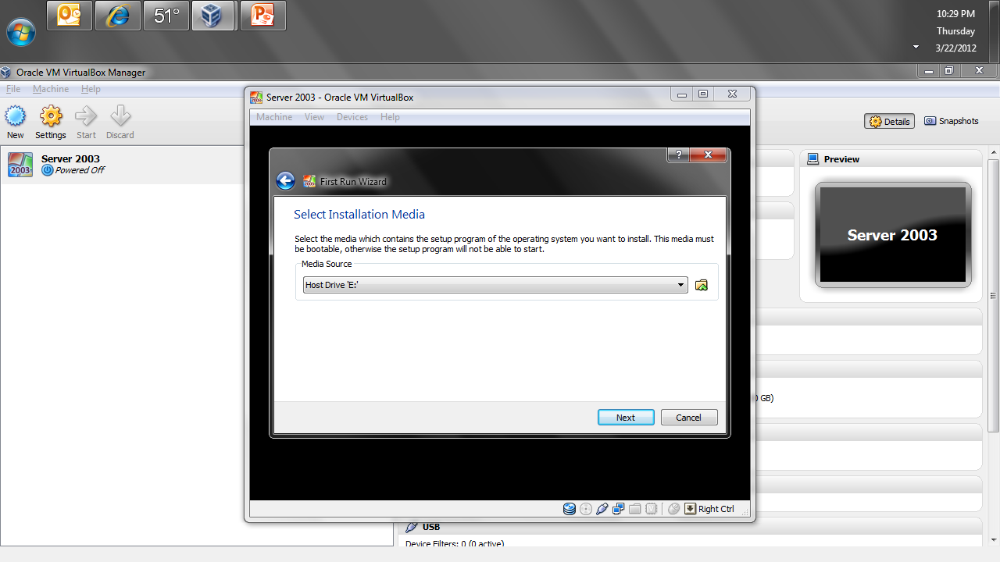 51°
10:29 PM
Thursday
3/22/2012
Oracle VM VirtualBox Manager
File Machine Help
New Settings Start Discard
Details Snapshots
Server 2003
Powered Off
Server 2003 - Oracle VM VirtualBox
Machine View Devices Help
First Run Wizard
Select Installation Media
Select the media which contains the setup program of the operating system you want to install. This media must
be bootable, otherwise the setup program will not be able to start.
Media Source
Host Drive 'E:'
Next Cancel
Right Ctrl
Preview
Server 2003
GB)
USB
Device Filters: 0 (0 active)